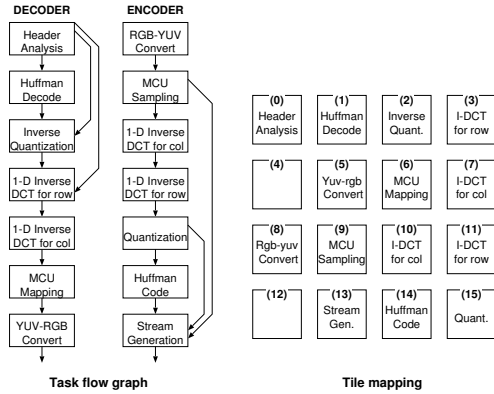 DECODER
Header
Analysis
Huffman
Decode
Inverse
Quantization
1-D Inverse
DCT for row
1-D Inverse
DCT for col
MCU
Mapping
YUV-RGB
Convert
ENCODER
RGB-YUV
Convert
MCU
Sampling
1-D Inverse
DCT for col
1-D Inverse
DCT for row
Quantization
Huffman
Code
Stream
Generation
Task flow graph
(0)
Header
Analysis
(1)
Huffman
Decode
(2)
Inverse
Quant.
(3)
I-DCT
for row
(4)
(5)
Yuv-rgb
Convert
(6)
MCU
Mapping
(7)
I-DCT
for col
(8)
Rgb-yuv
Convert
(9)
MCU
Sampling
(10)
I-DCT
for col
(11)
I-DCT
for row
(12)
(13)
Stream
Gen.
(14)
Huffman
Code
(15)
Quant.
Tile mapping